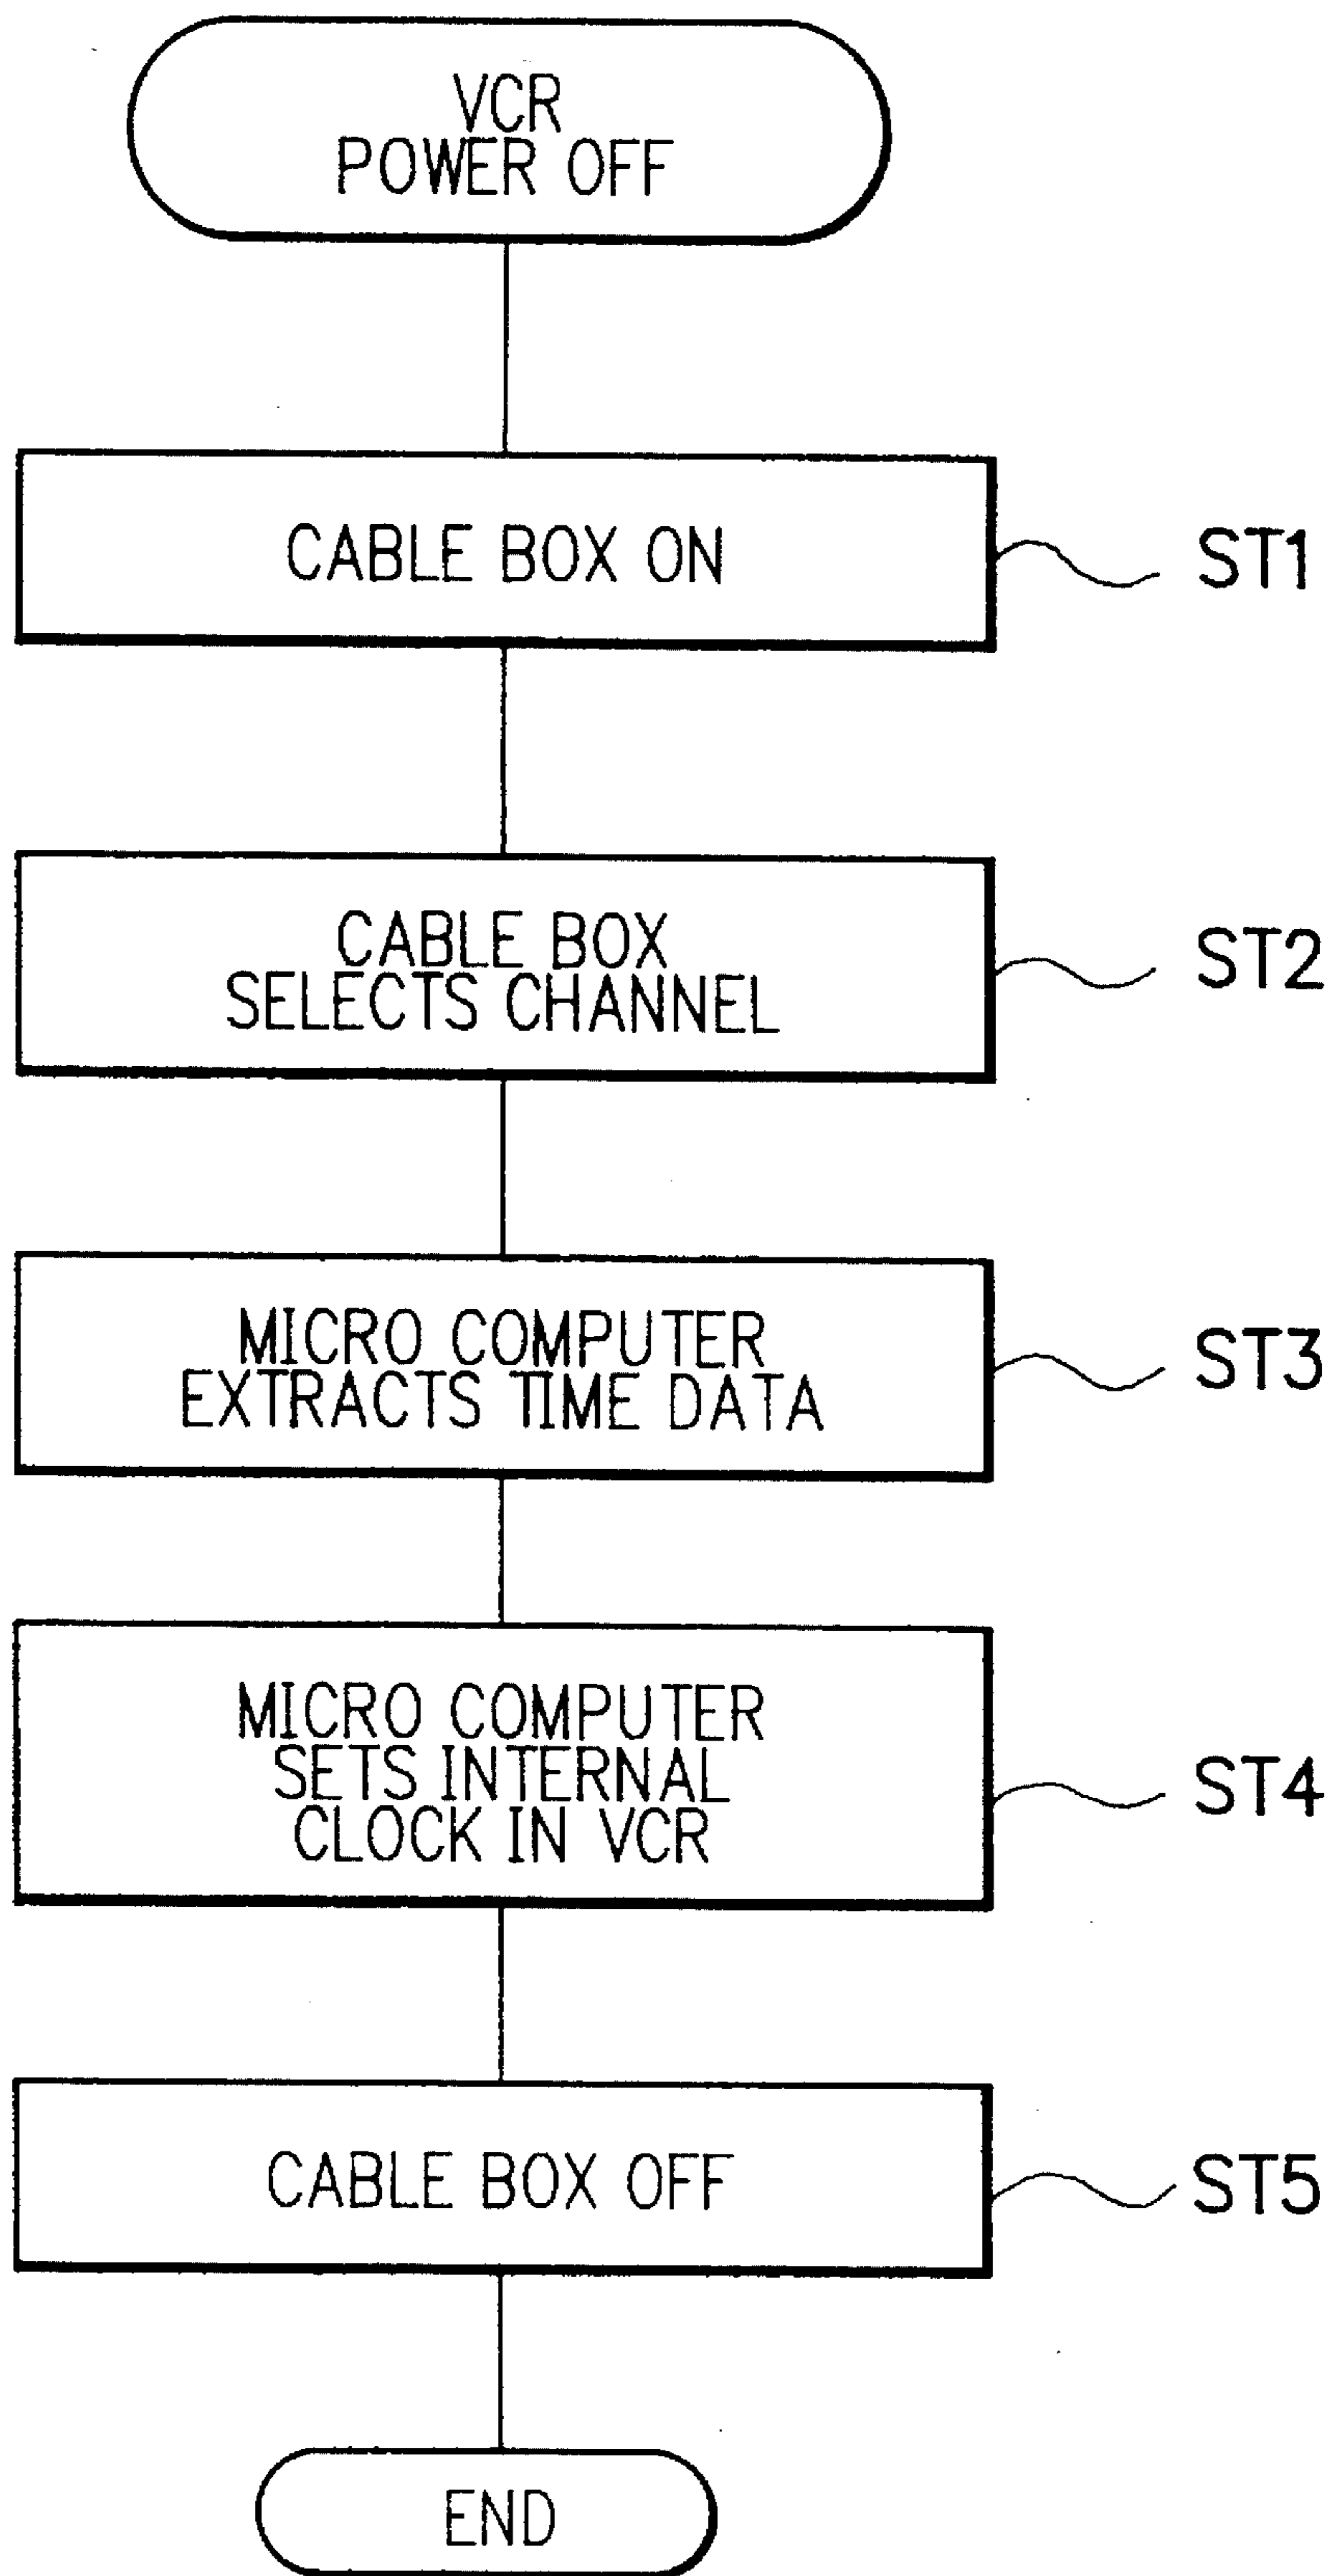 VCR
POWER OFF
CABLE BOX ON
ST1
CABLE BOX
SELECTS CHANNEL
ST2
MICRO COMPUTER
EXTRACTS TIME DATA
ST3
MICRO COMPUTER
SETS INTERNAL
CLOCK IN VCR
ST4
CABLE BOX OFF
ST5
END